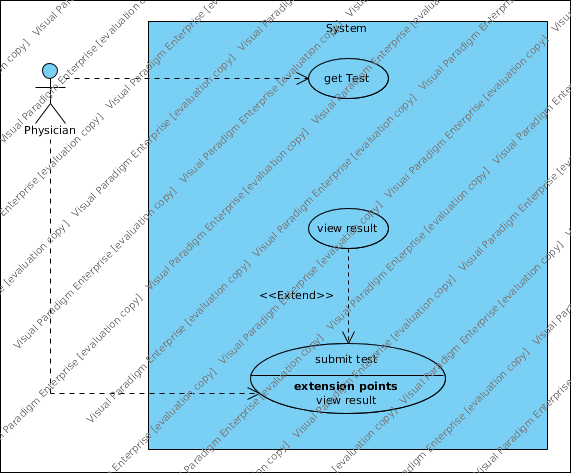 System
get Test
Physician
view result
<<Extend>>
submit test
extension points
view result
Visual Paradigm Enterprise [evaluation copy]